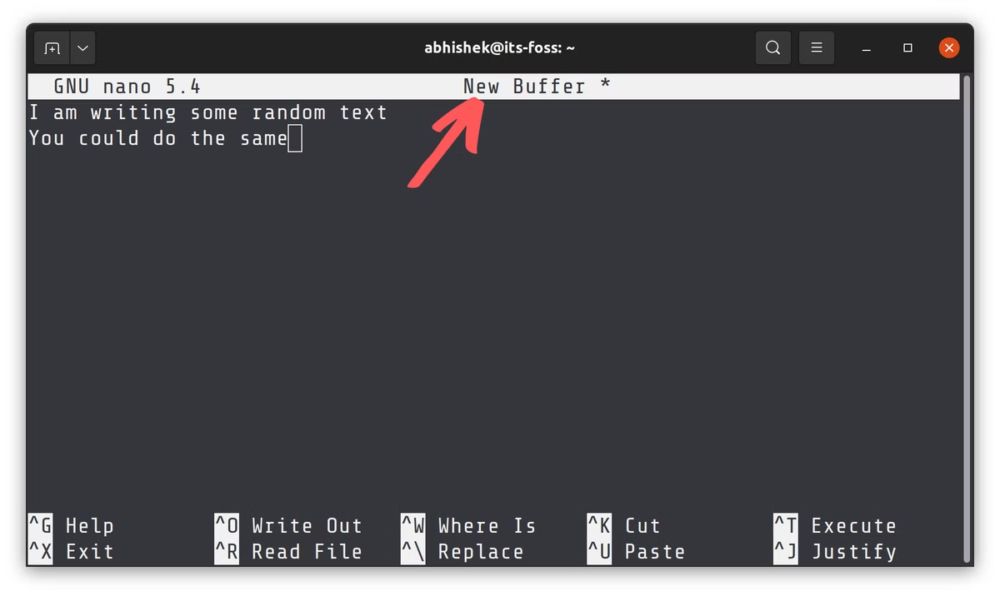 abhishek@its-foss: ~
GNU nano 5.4 New Buffer *
I am writing some random text
You could do the same
^G Help ^O Write Out ^W Where Is ^K Cut ^T Execute
^X Exit ^R Read File ^\ Replace ^U Paste ^J Justify